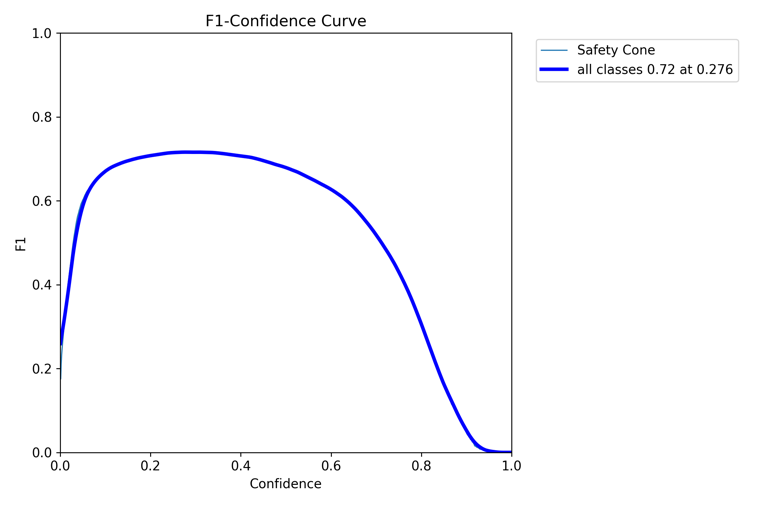 F1-Confidence Curve
1.0
0.8
0.6
0.4
0.2
0.0
F1
0.0 0.2 0.4 0.6 0.8 1.0
Confidence
Safety Cone
all classes 0.72 at 0.276